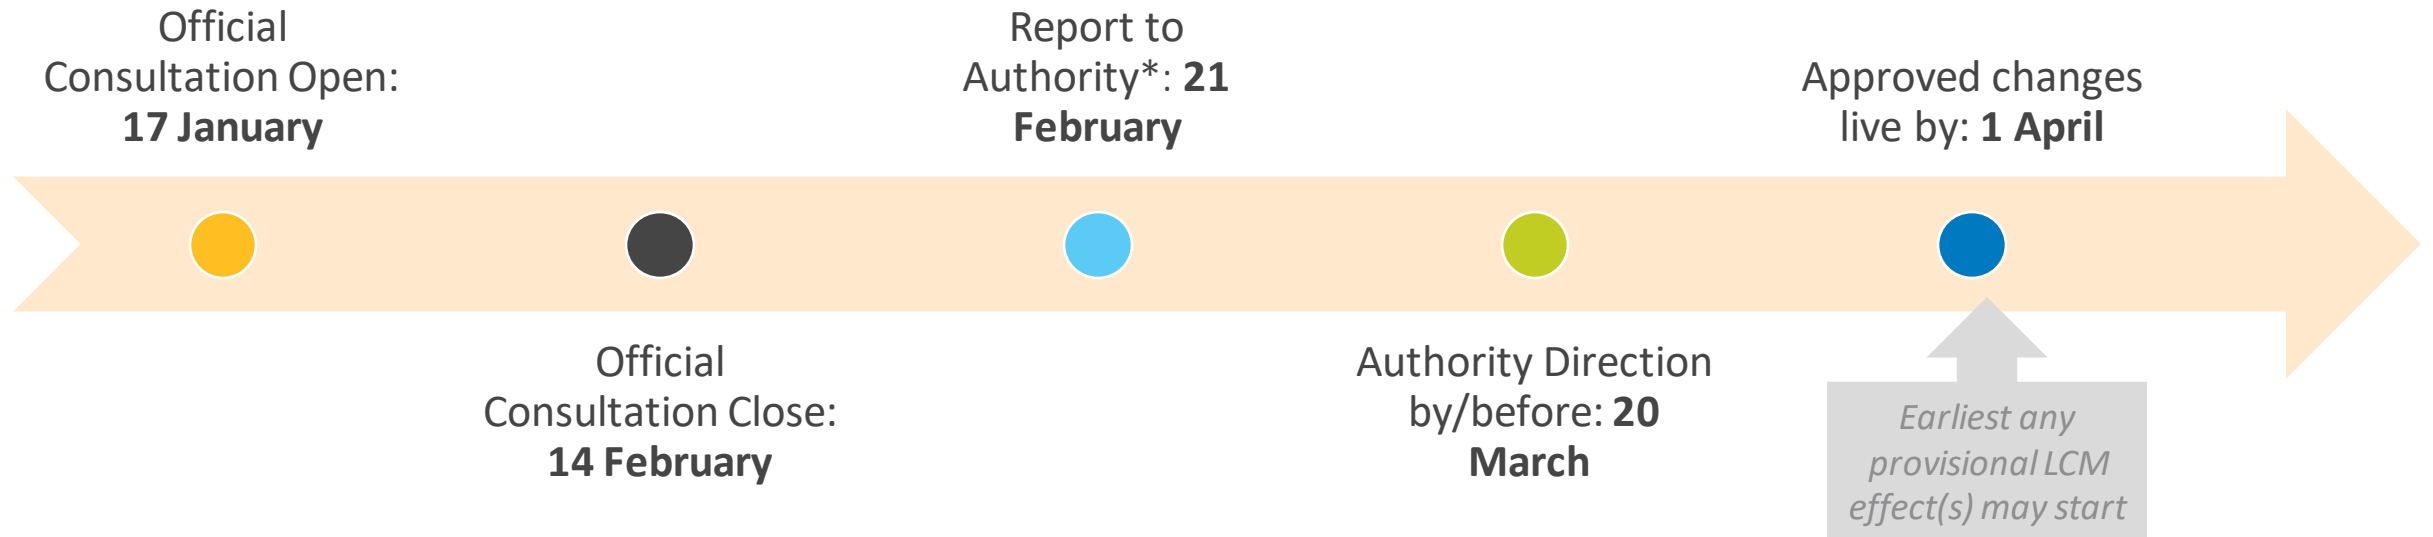 Official
Consultation Open:
17 January
Official
Consultation Close:
14 February
Report to
Authority*: 21
February
Authority Direction
by/before: 20
March
Approved changes
live by: 1 April
Earliest any
provisional LCM
effect(s) may start